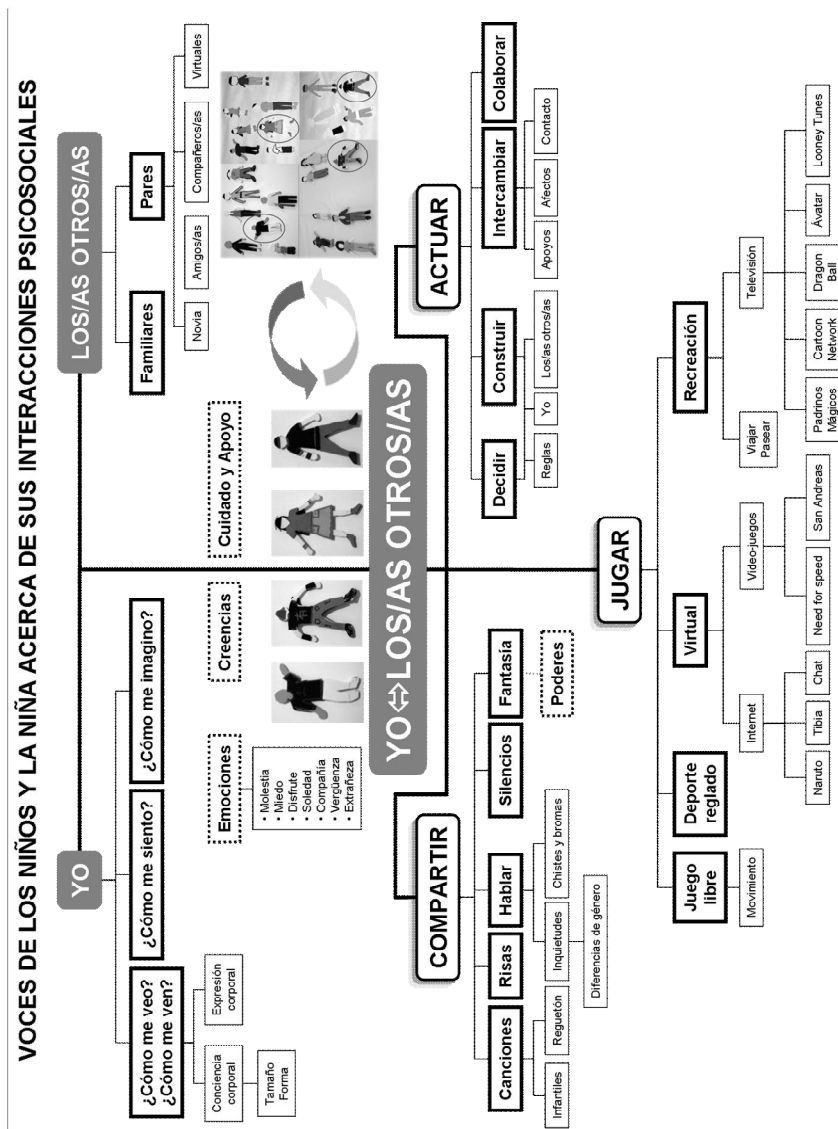 VOCES DE LOS NIÑOS Y LA NIÑA ACERCA DE SUS INTERACCIONES PSICOSOCIALES
YO
¿Cómo me veo?
¿Cómo me ven?
¿Cómo me siento?
¿Cómo me imagino?
Conciencia
corporal
Expresión
corporal
Tamaño
Forma
LOS/AS OTROS/AS
Familiares
Pares
Novia
Amigos/as
Compañeros/as
Virtuales
Emociones
• Molestia
• Miedo
• Disfrute
• Soledad
• Compañía
• Vergüenza
• Extrañeza
Creencias
Cuidado y Apoyo
YO⇔LOS/AS OTROS/AS
COMPARTIR
Canciones
Risas
Hablar
Silencios
Fantasía
Infantiles
Reguetón
Inquietudes
Chistes y bromas
Diferencias de género
Poderes
ACTUAR
Decidir
Construir
Intercambiar
Colaborar
Reglas
Yo
Los/as otros/as
Apoyos
Afectos
Contacto
JUGAR
Juego
libre
Deporte
reglado
Virtual
Recreación
Movimiento
Internet
Video-juegos
Viajar
Pasear
Televisión
Naruto
Tibia
Chat
Need for speed
San Andreas
Padrinos
Mágicos
Cartoon
Network
Dragon
Ball
Ávatar
Looney Tunes